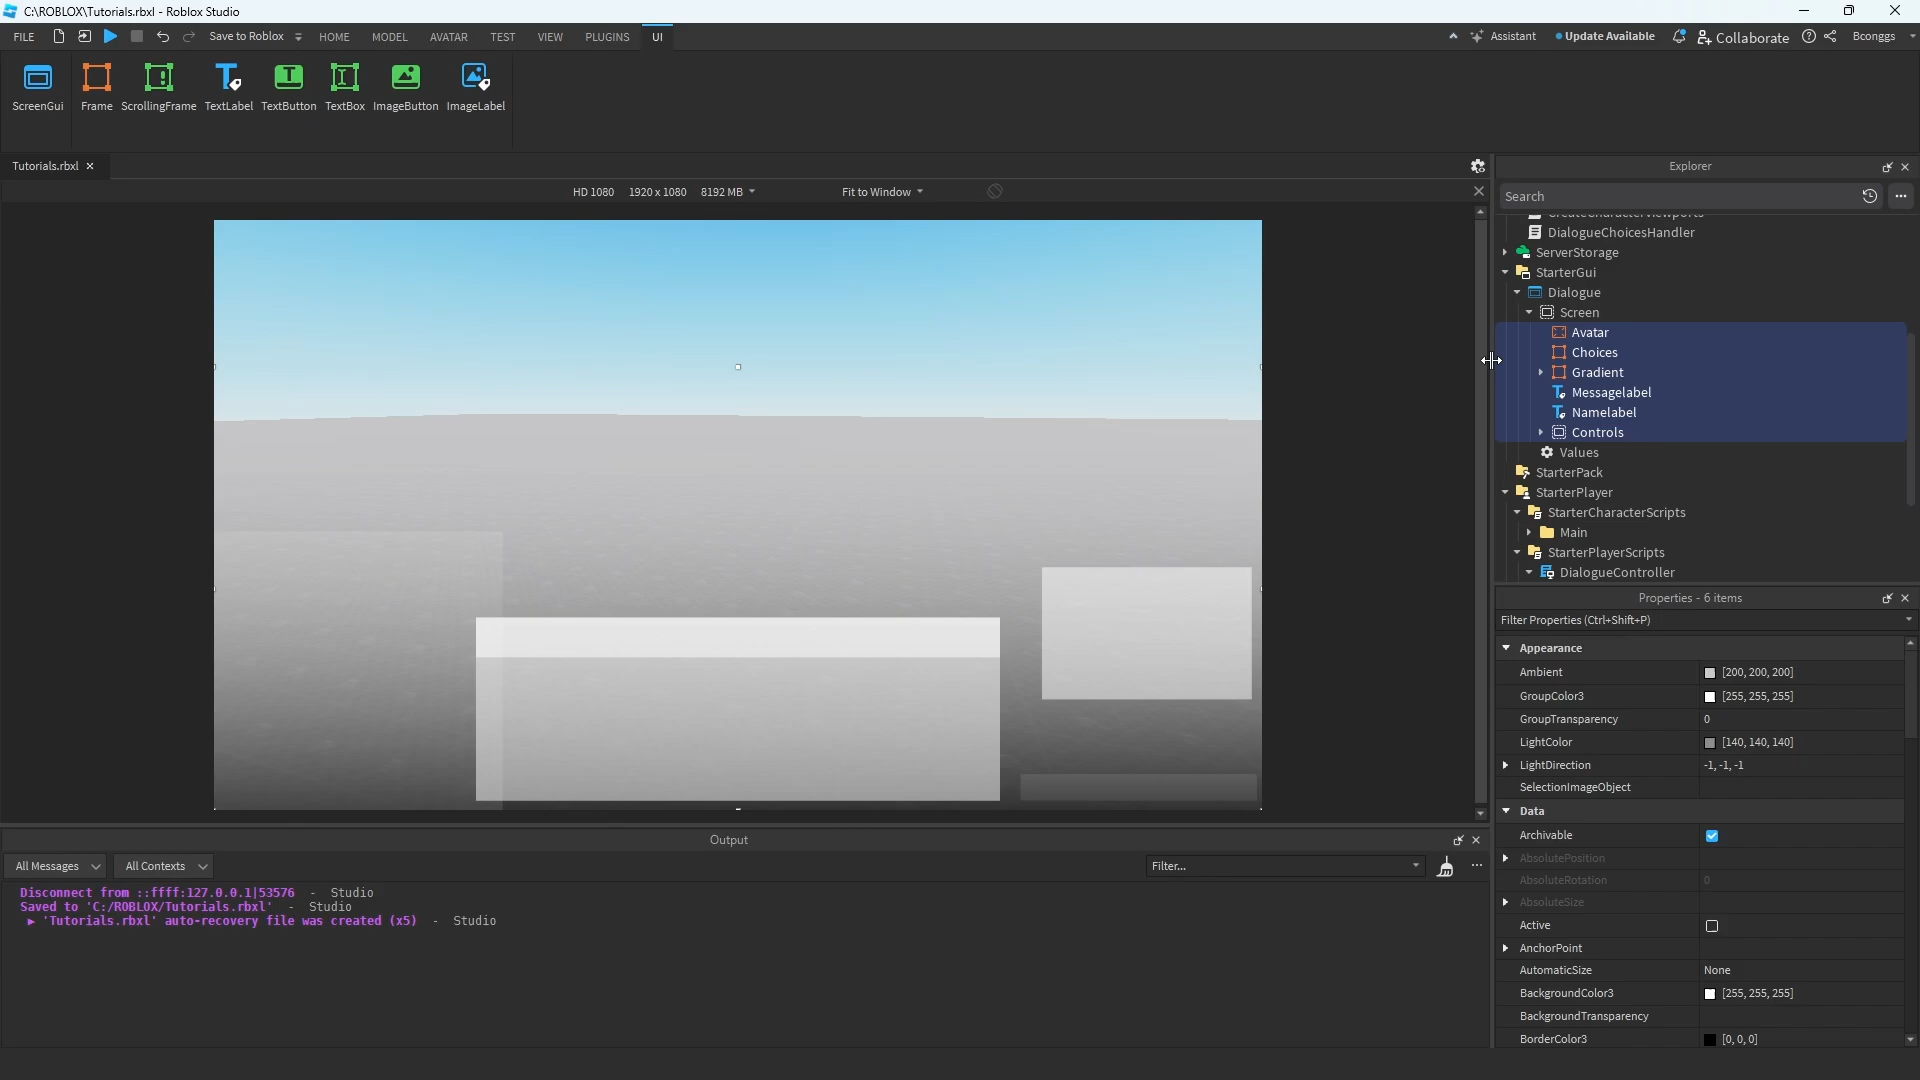 C:\ROBLOX\Tutorials.rbxl - Roblox Studio
FILE Save to Roblox HOME MODEL AVATAR TEST VIEW PLUGINS UI Assistant Update Available Collaborate Bconggs
ScreenGui Frame ScrollingFrame TextLabel TextButton TextBox ImageButton ImageLabel
Tutorials.rbxl
Explorer
HD 1080 1920 x 1080 8192 MB Fit to Window
Search
DialogueChoicesHandler
ServerStorage
StarterGui
Dialogue
Screen
Avatar
Choices
Gradient
Messagelabel
Namelabel
Controls
Values
StarterPack
StarterPlayer
StarterCharacterScripts
Main
StarterPlayerScripts
DialogueController
Properties - 6 items
Filter Properties (Ctrl+Shift+P)
Appearance
Ambient [200, 200, 200]
GroupColor3 [255, 255, 255]
GroupTransparency 0
LightColor [140, 140, 140]
LightDirection -1, -1, -1
SelectionImageObject
Data
Archivable
AbsolutePosition
AbsoluteRotation 0
AbsoluteSize
Active
AnchorPoint
AutomaticSize None
BackgroundColor3 [255, 255, 255]
BackgroundTransparency
BorderColor3 [0, 0, 0]
Output
All Messages All Contexts Filter...
Disconnect from ::ffff:127.0.0.1|53576 - Studio
Saved to 'C:/ROBLOX/Tutorials.rbxl' - Studio
'Tutorials.rbxl' auto-recovery file was created (x5) - Studio